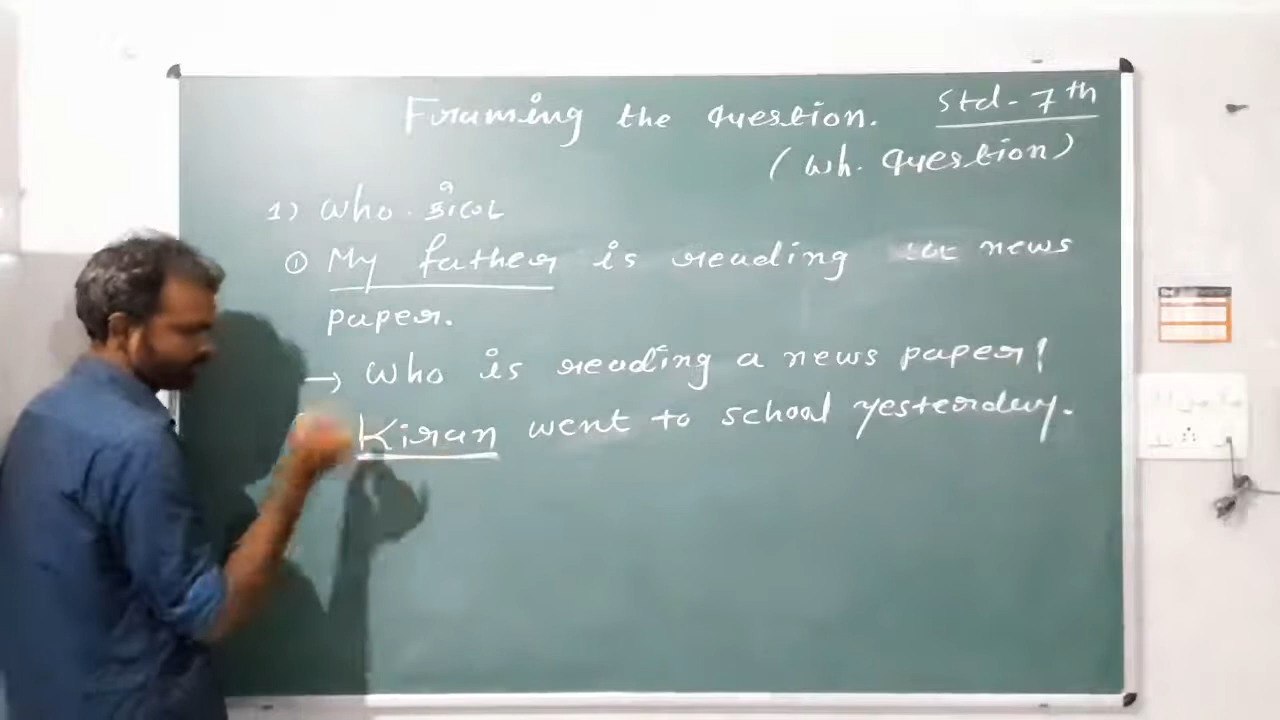 Framing the question. Std-7th
(Wh. question)
1) Who.
① My father is reading news
paper.
→ Who is reading a news paper?
Kiran went to school yesterday.